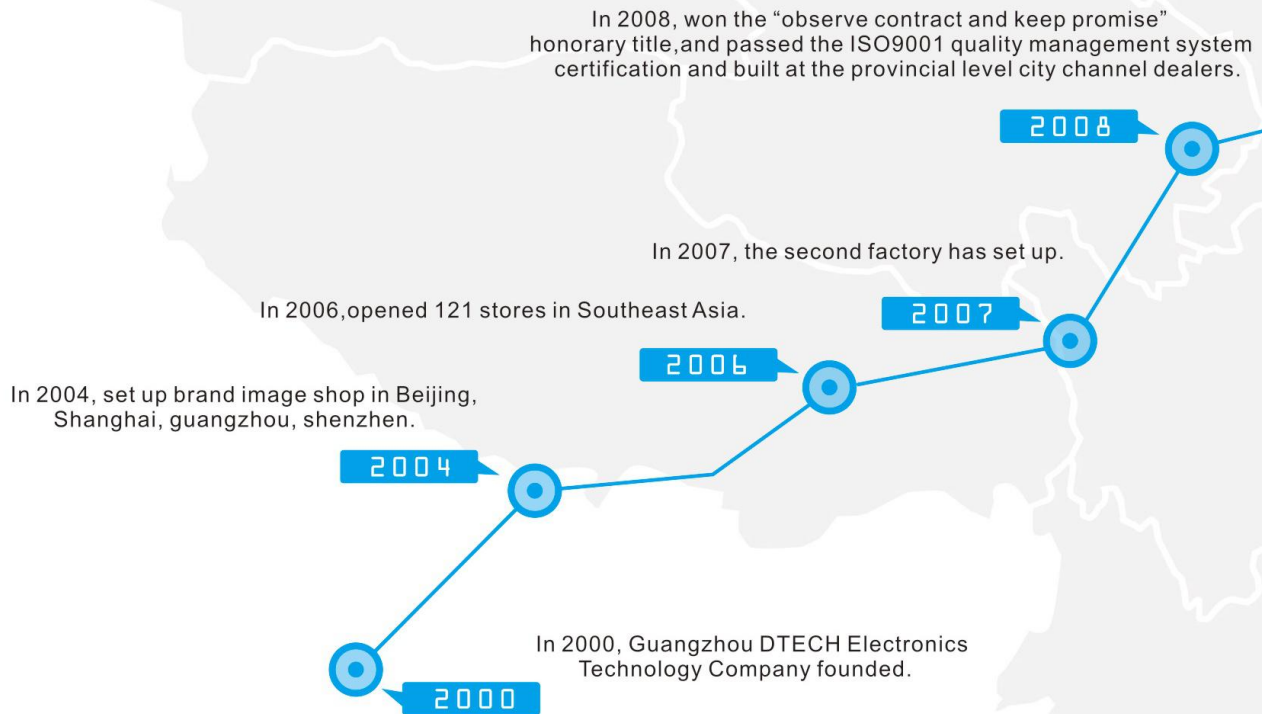 In 2008, won the “observe contract and keep promise”
honorary title,and passed the ISO9001 quality management system
certification and built at the provincial level city channel dealers.
2008
In 2007, the second factory has set up.
2007
In 2006,opened 121 stores in Southeast Asia.
2006
In 2004, set up brand image shop in Beijing,
Shanghai, guangzhou, shenzhen.
2004
In 2000, Guangzhou DTECH Electronics
Technology Company founded.
2000